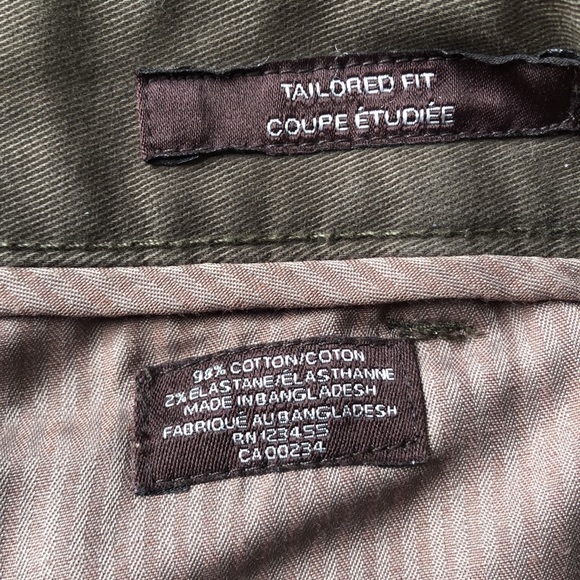 TAILORED FIT
COUPE ÉTUDIÉE
98% COTTON/COTON
2% ELASTANE/ÉLASTHANNE
MADE IN BANGLADESH
FABRIQUÉ AU BANGLADESH
RN 123455
CA 00234